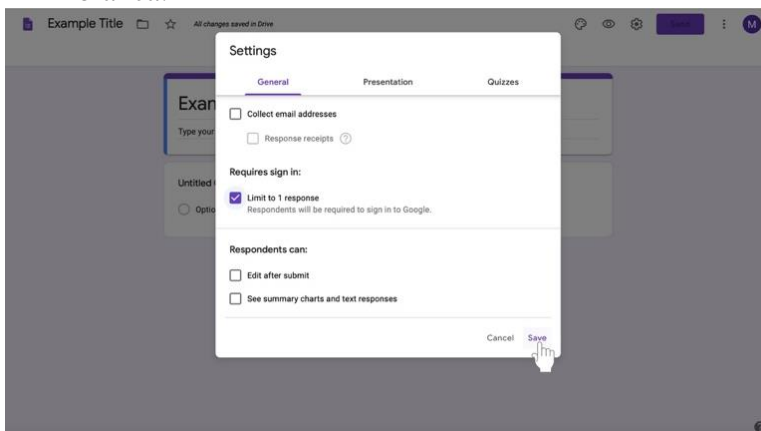 Example Title All changes saved in Drive Send M
Settings
General Presentation Quizzes
Exam
Collect email addresses
Type your
Response receipts ?
Requires sign in:
Untitled
Limit to 1 response
Respondents will be required to sign in to Google.
Optio
Respondents can:
Edit after submit
See summary charts and text responses
Cancel Save